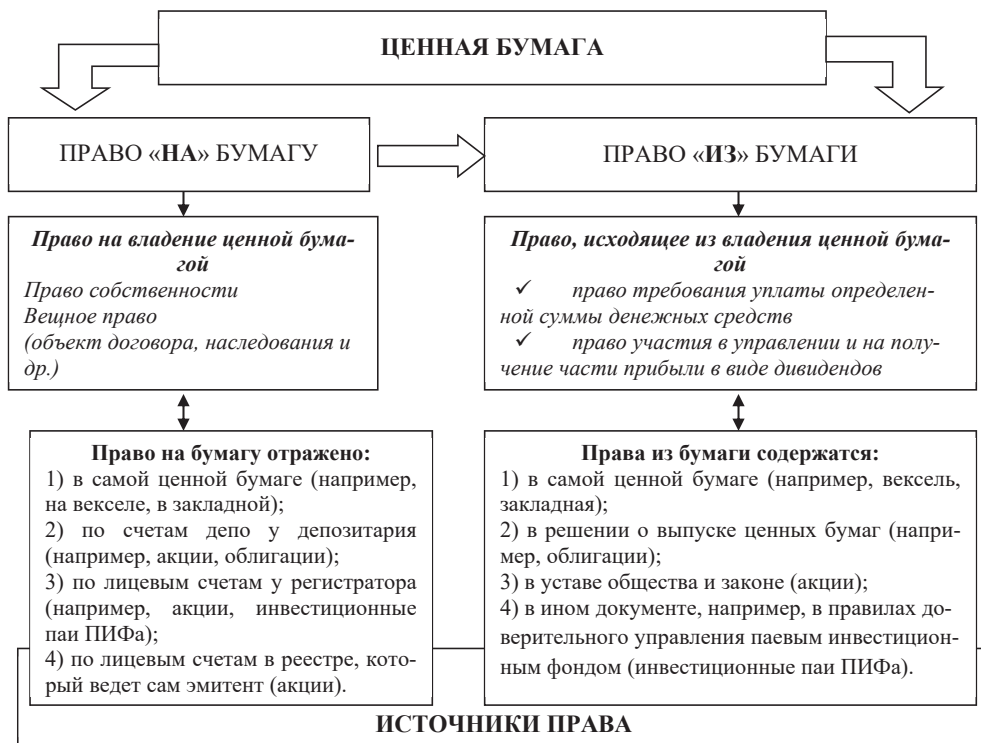 ЦЕННАЯ БУМАГА
ПРАВО «НА» БУМАГУ
ПРАВО «ИЗ» БУМАГИ
Право на владение ценной бума-
гой
Право собственности
Вещное право
(объект договора, наследования и
др.)
Право, исходящее из владения ценной бума-
гой
✓ право требования уплаты определен-
ной суммы денежных средств
✓ право участия в управлении и на полу-
чение части прибыли в виде дивидендов
Право на бумагу отражено:
1) в самой ценной бумаге (например,
на векселе, в закладной);
2) по счетам депо у депозитария
(например, акции, облигации);
3) по лицевым счетам у регистратора
(например, акции, инвестиционные
паи ПИФа);
4) по лицевым счетам в реестре, кото-
рый ведет сам эмитент (акции).
Права из бумаги содержатся:
1) в самой ценной бумаге (например, вексель,
закладная);
2) в решении о выпуске ценных бумаг (напри-
мер, облигации);
3) в уставе общества и законе (акции);
4) в ином документе, например, в правилах до-
верительного управления паевым инвестицион-
ным фондом (инвестиционные паи ПИФа).
ИСТОЧНИКИ ПРАВА